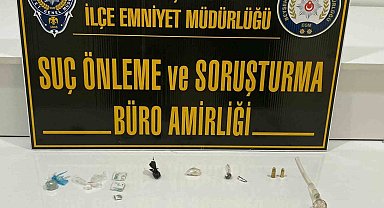 İLÇE EMNİYET MÜDÜRLÜĞÜ
SUÇ ÖNLEME ve SORUŞTURMA
BÜRO AMİRLİĞİ